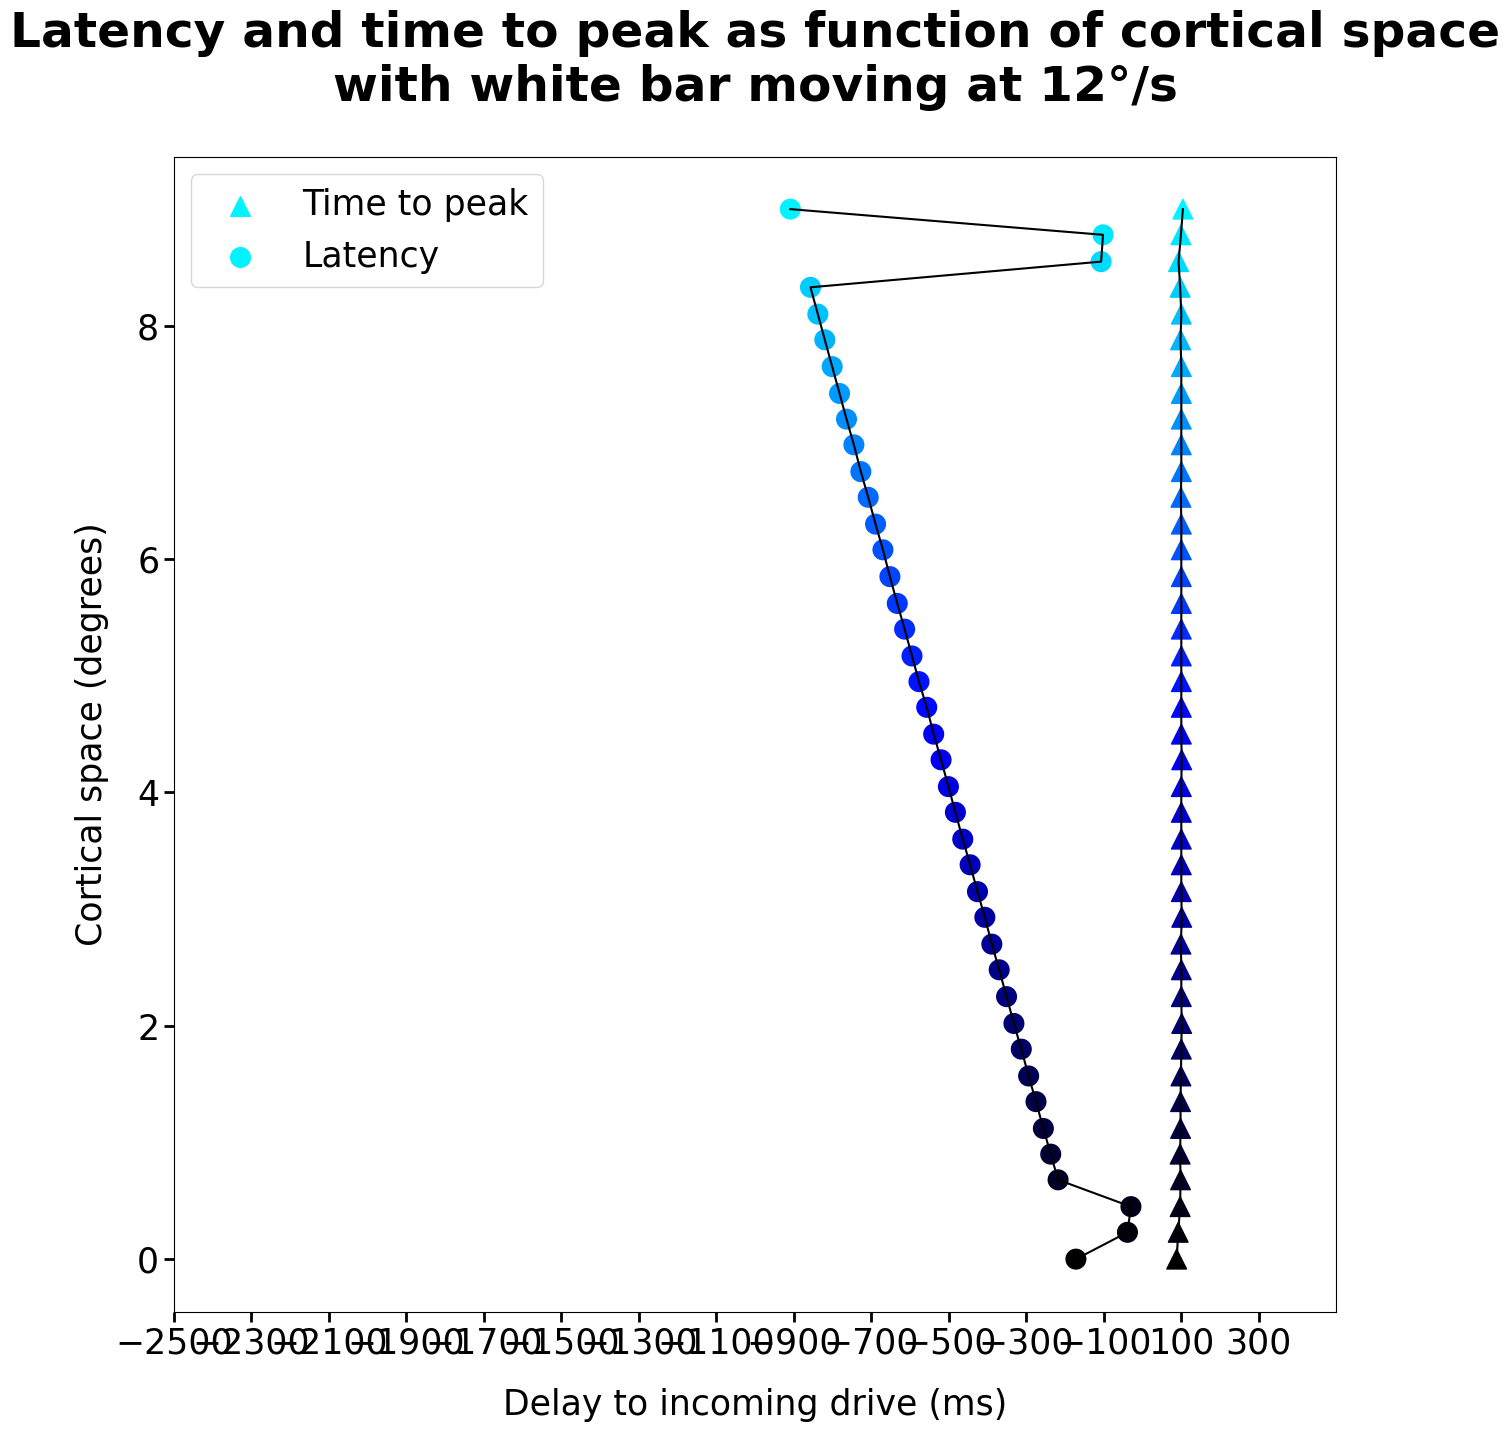 Latency and time to peak as function of cortical space
with white bar moving at 12°/s
Time to peak
Latency
8
6
4
2
0
Cortical space (degrees)
−2500 −2300 −2100 −1900 −1700 −1500 −1300 −1100 −900 −700 −500 −300 −100 100 300
Delay to incoming drive (ms)